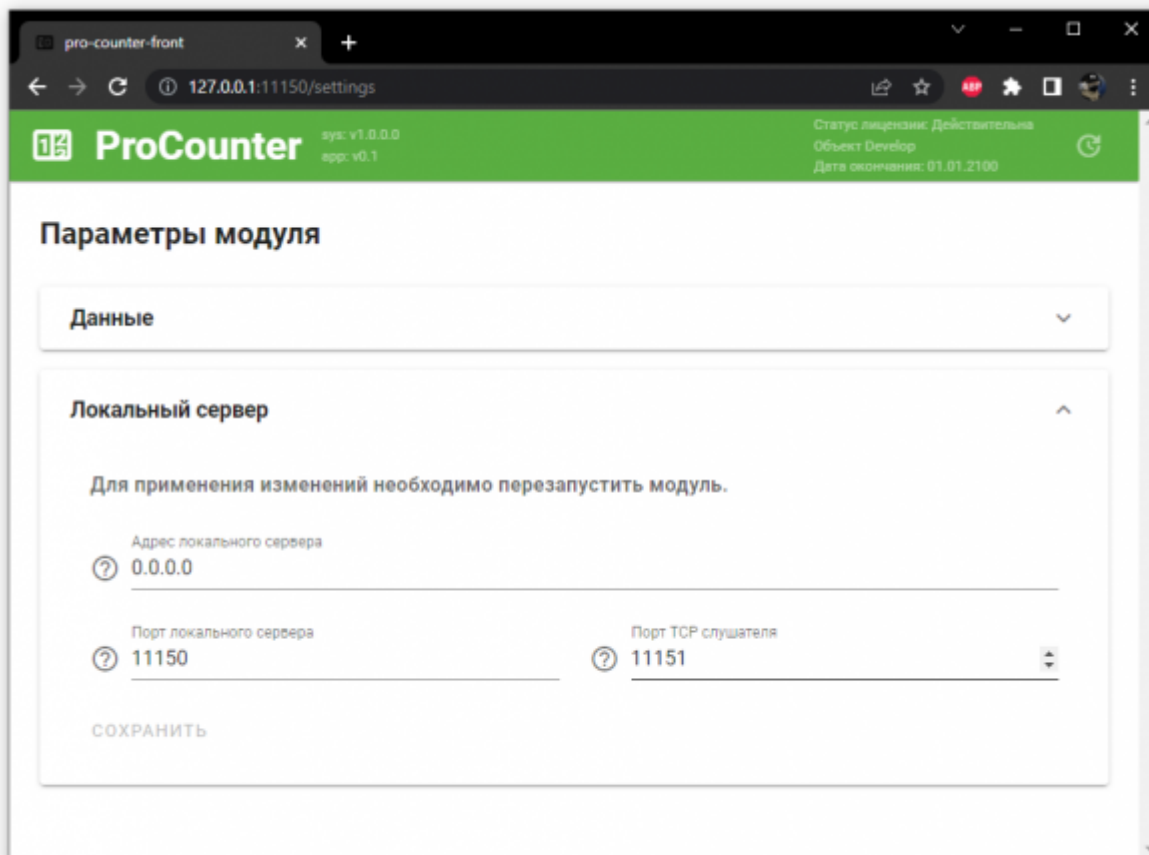 pro-counter-front
127.0.0.1:11150/settings
ABP
ProCounter
sys: v1.0.0.0
app: v0.1
Статус лицензии: Действительна
Объект Develop
Дата окончания: 01.01.2100
Параметры модуля
Данные
Локальный сервер
Для применения изменений необходимо перезапустить модуль.
Адрес локального сервера
0.0.0.0
Порт локального сервера
11150
Порт TCP слушателя
11151
СОХРАНИТЬ